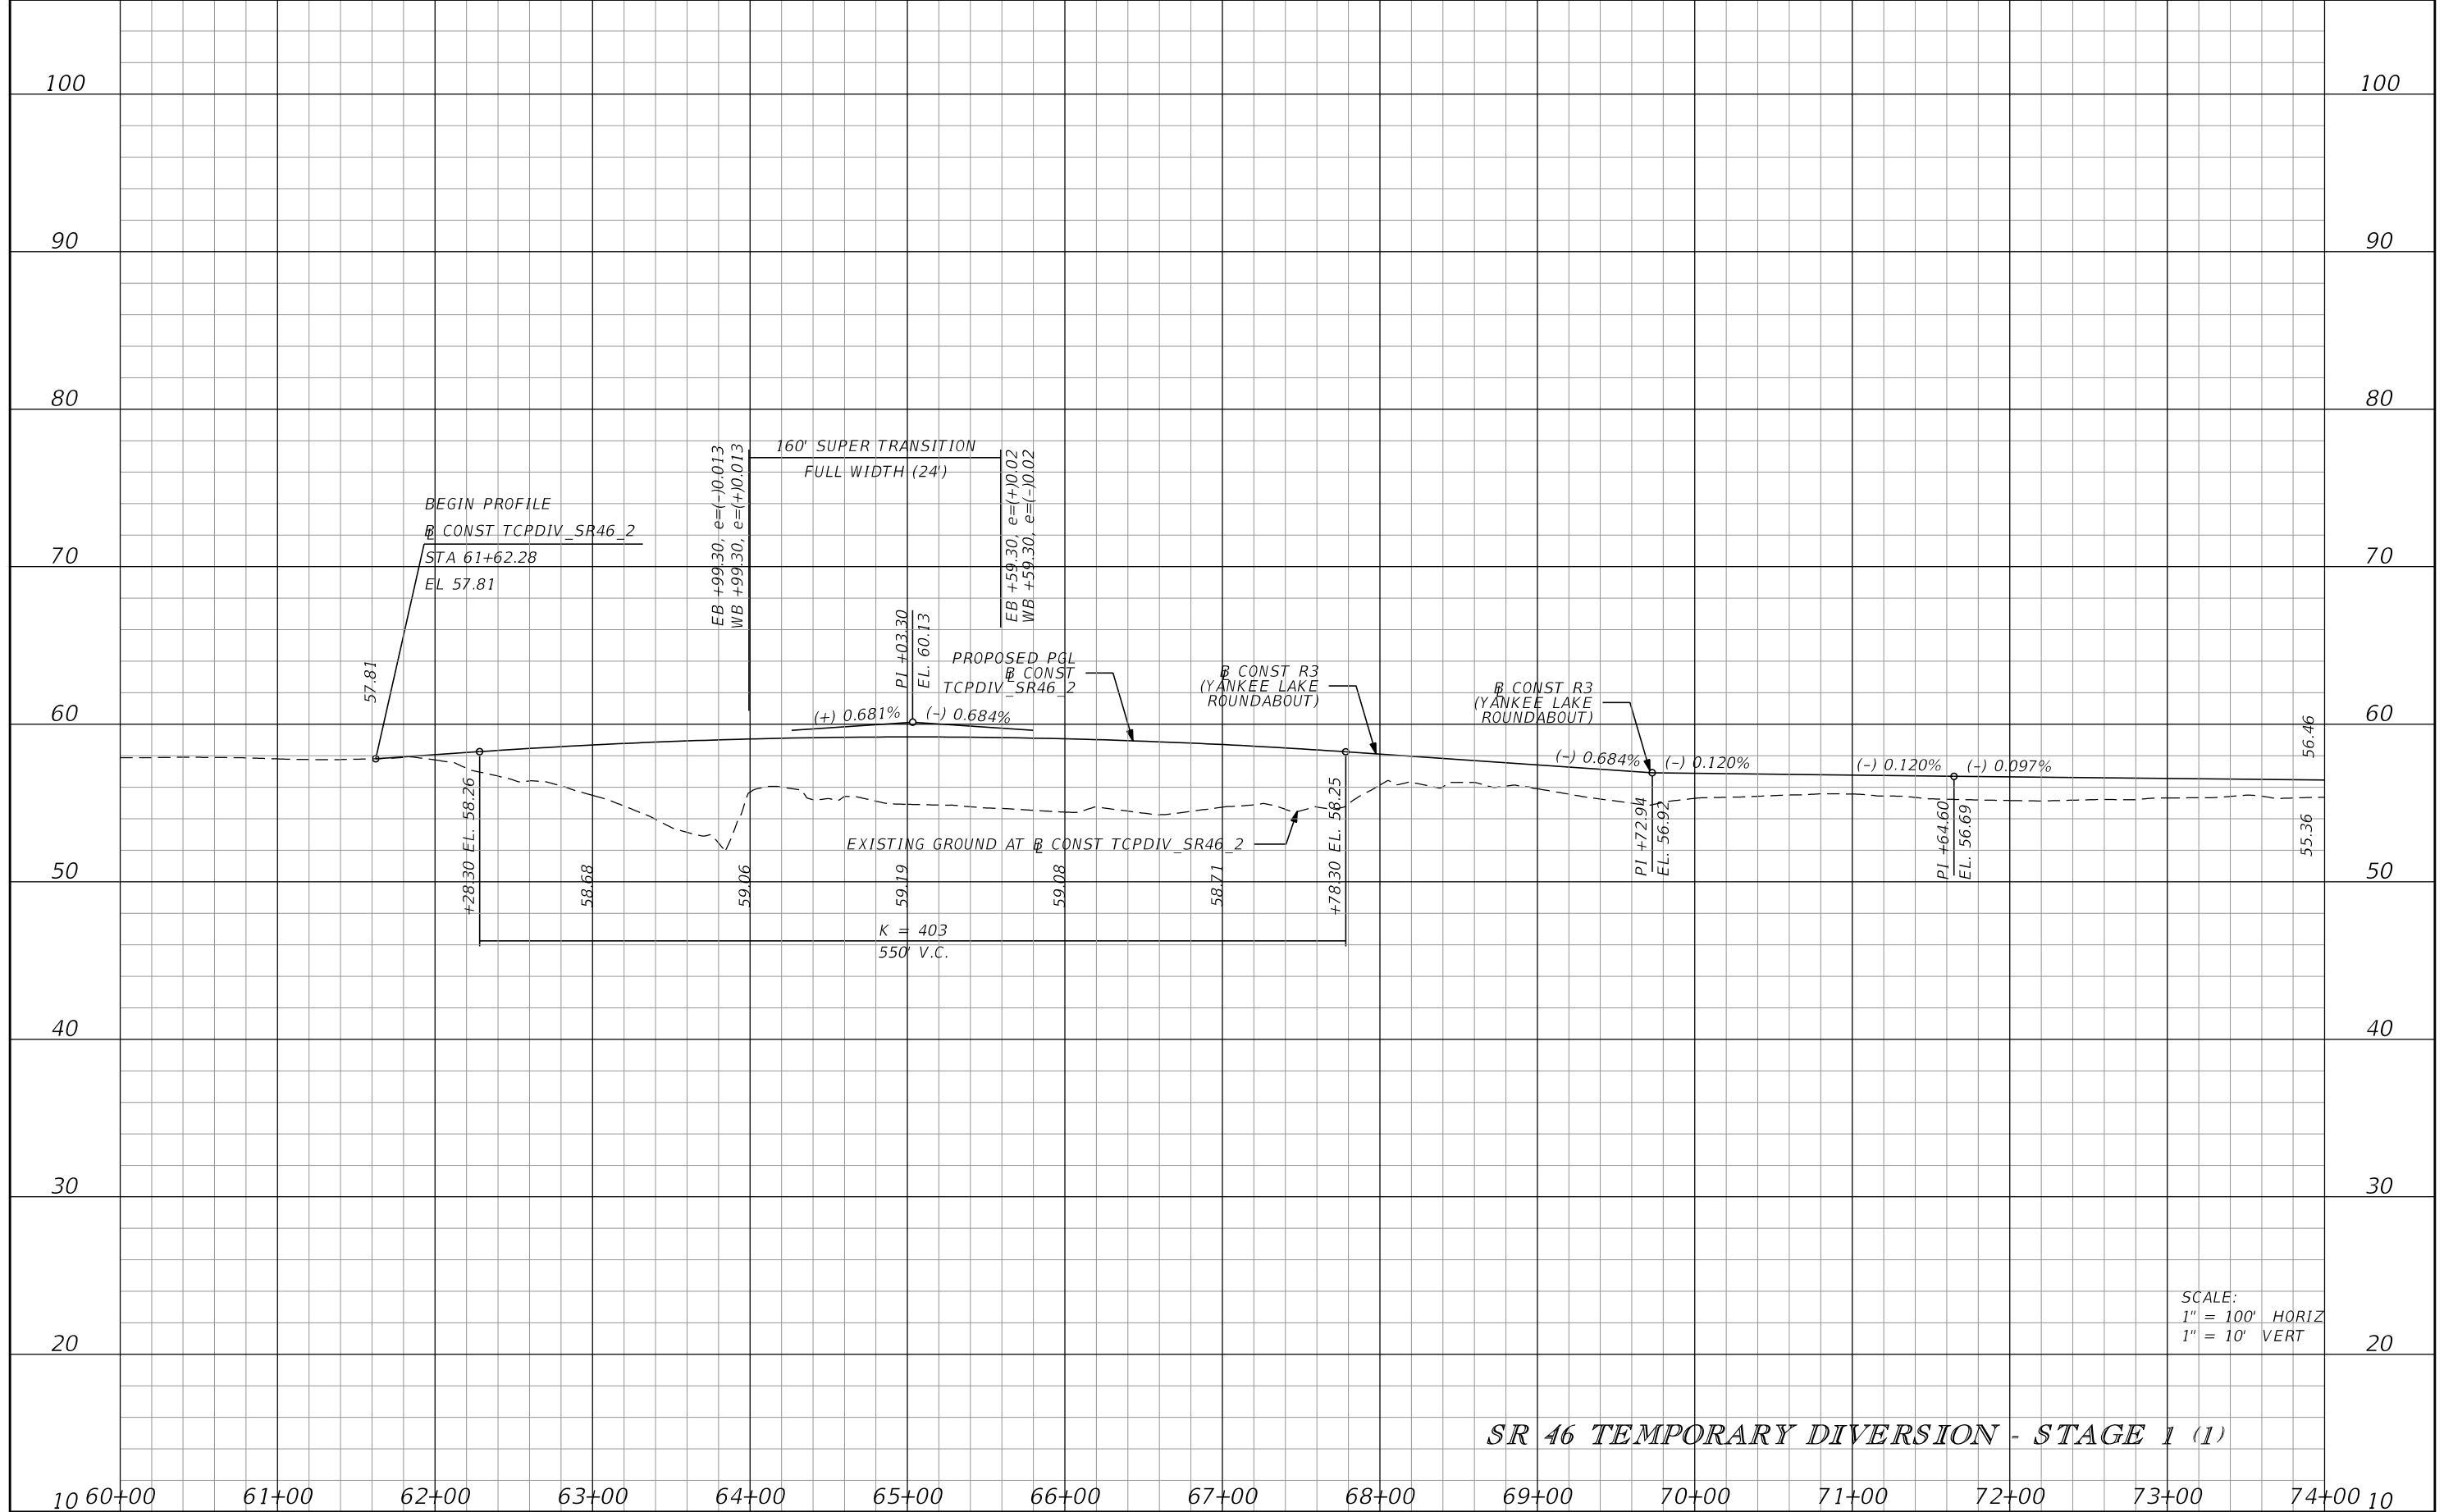 100
100
90
90
80
80
160' SUPER TRANSITION
FULL WIDTH (24')
EB +99.30, e=(-)0.013
WB +99.30, e=(+)0.013
EB +59.30, e=(+)0.02
WB +59.30, e=(-)0.02
BEGIN PROFILE
℄ CONST TCPDIV_SR46_2
STA 61+62.28
EL 57.81
70
70
57.81
PI +03.30
EL. 60.13
PROPOSED PGL
℄ CONST
TCPDIV_SR46_2
℄ CONST R3
(YANKEE LAKE
ROUNDABOUT)
℄ CONST R3
(YANKEE LAKE
ROUNDABOUT)
60
60
(+) 0.681%
(-) 0.684%
56.46
(-) 0.684%
(-) 0.120%
(-) 0.120%
(-) 0.097%
+28.30 EL. 58.26
+78.30 EL. 58.25
PI +72.94
EL. 56.92
PI +64.60
EL. 56.69
55.36
EXISTING GROUND AT ℄ CONST TCPDIV_SR46_2
50
50
58.68
59.06
59.19
59.08
58.71
K = 403
550' V.C.
40
40
30
30
SCALE:
1" = 100' HORIZ
1" = 10' VERT
20
20
SR 46 TEMPORARY DIVERSION - STAGE 1 (1)
10 60+00 61+00 62+00 63+00 64+00 65+00 66+00 67+00 68+00 69+00 70+00 71+00 72+00 73+00 74+00 10